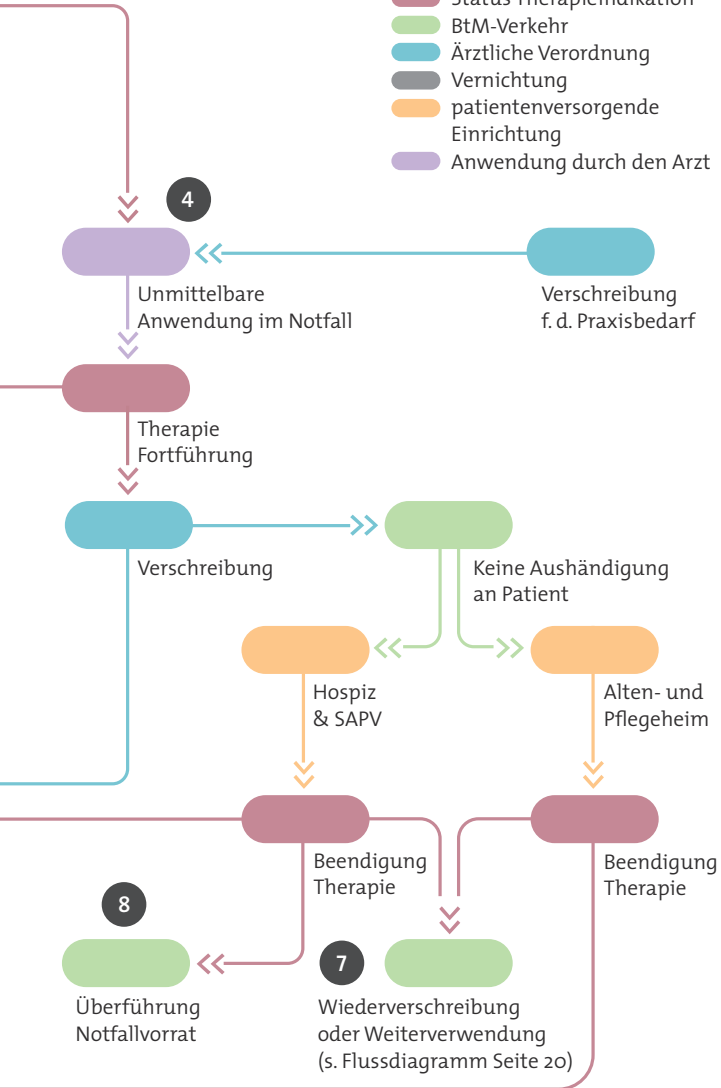 Status Therapieindikation
BtM-Verkehr
Ärztliche Verordnung
Vernichtung
patientenversorgende
Einrichtung
Anwendung durch den Arzt
4
Unmittelbare
Anwendung im Notfall
Verschreibung
f. d. Praxisbedarf
Therapie
Fortführung
Verschreibung
Keine Aushändigung
an Patient
Hospiz
& SAPV
Alten- und
Pflegeheim
Beendigung
Therapie
Beendigung
Therapie
8
Überführung
Notfallvorrat
7
Wiederverschreibung
oder Weiterverwendung
(s. Flussdiagramm Seite 20)